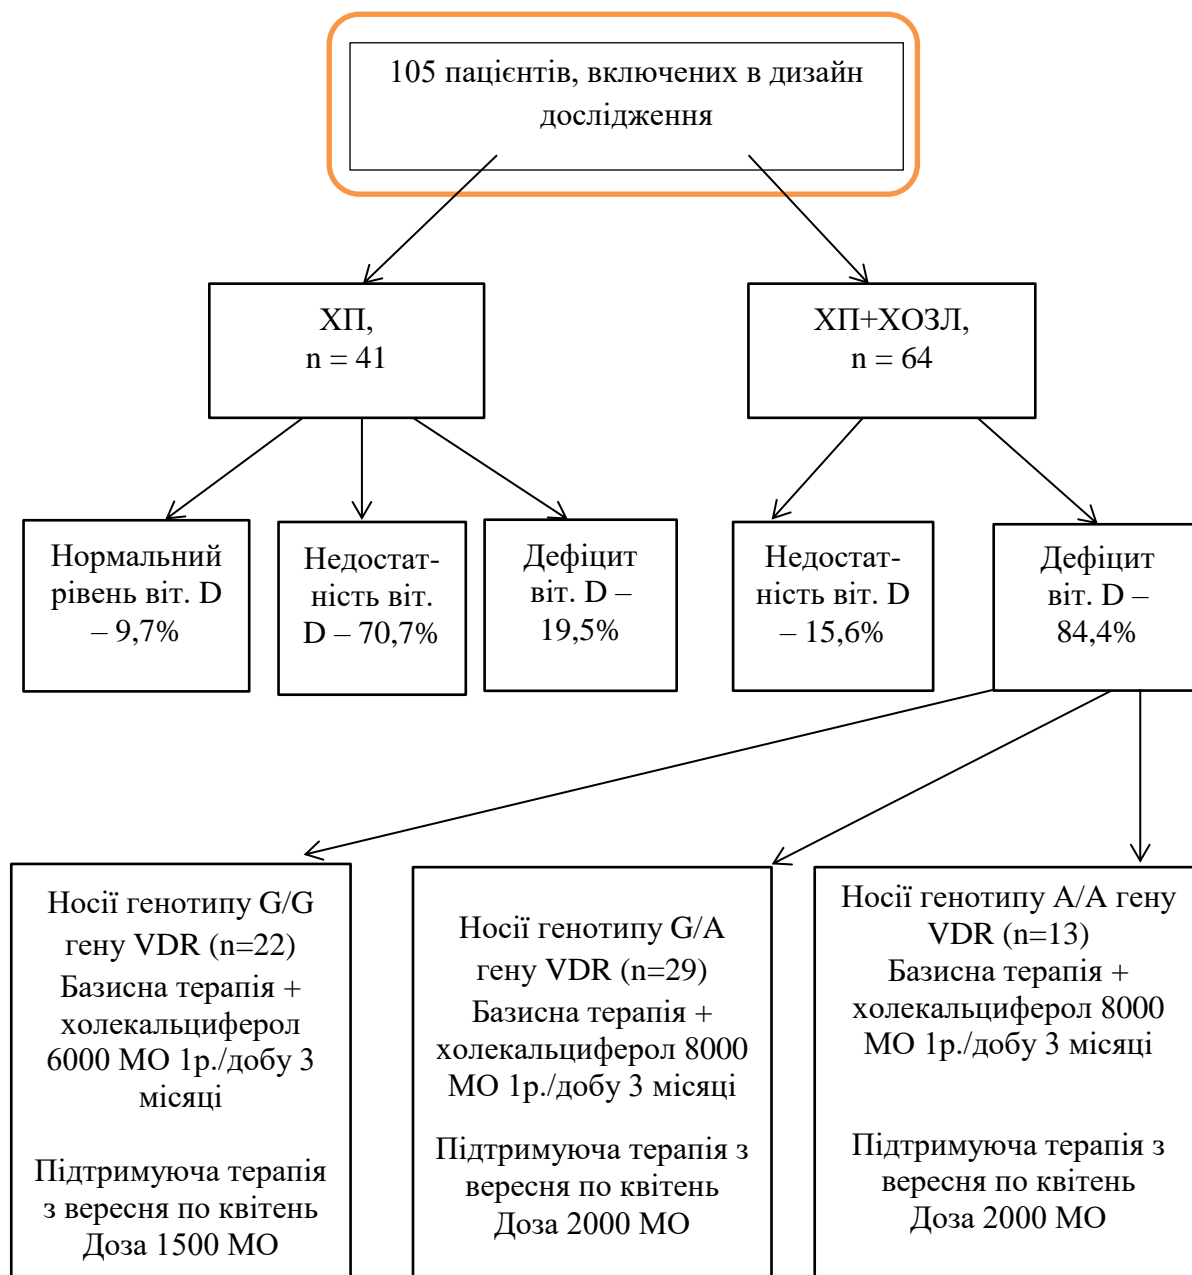 105 пацієнтів, включених в дизайн
дослідження
ХП,
n = 41
ХП+ХОЗЛ,
n = 64
Нормальний
рівень віт. D
– 9,7%
Недостат-
ність віт.
D – 70,7%
Дефіцит
віт. D –
19,5%
Недостат-
ність віт. D
– 15,6%
Дефіцит
віт. D –
84,4%
Носії генотипу G/G
гену VDR (n=22)
Базисна терапія +
холекальциферол
6000 МО 1р./добу 3
місяці
Підтримуюча терапія
з вересня по квітень
Доза 1500 МО
Носії генотипу G/A
гену VDR (n=29)
Базисна терапія +
холекальциферол 8000
МО 1р./добу 3 місяці
Підтримуюча терапія з
вересня по квітень
Доза 2000 МО
Носії генотипу A/A гену
VDR (n=13)
Базисна терапія +
холекальциферол 8000
МО 1р./добу 3 місяці
Підтримуюча терапія з
вересня по квітень
Доза 2000 МО